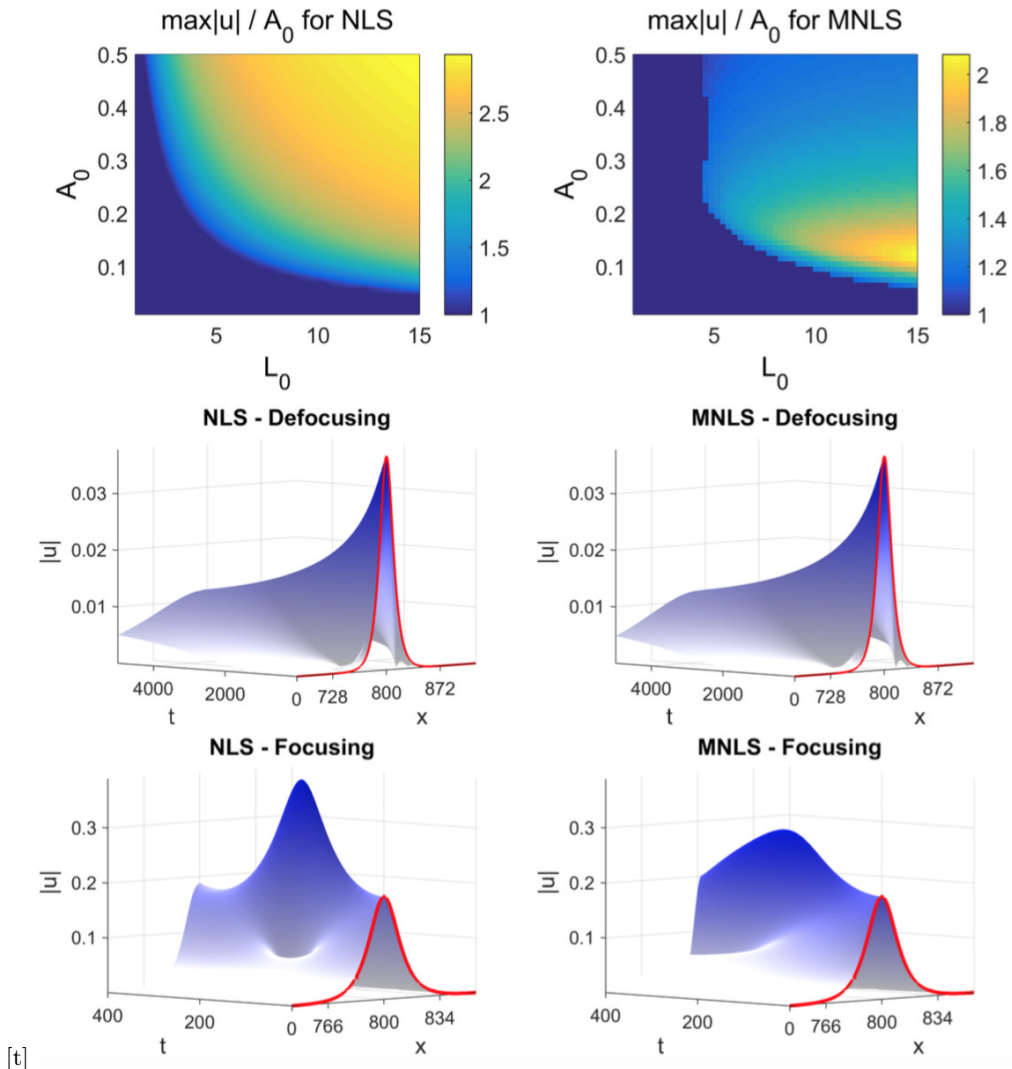 max|u| / A0 for NLS
max|u| / A0 for MNLS
0.5
0.4
0.3
0.2
0.1
A0
5 10 15
L0
2.5
2
1.5
1
0.5
0.4
0.3
0.2
0.1
A0
5 10 15
L0
2
1.8
1.6
1.4
1.2
1
NLS - Defocusing
|u|
0.03
0.02
0.01
4000 2000 0 728 800 872
t x
MNLS - Defocusing
|u|
0.03
0.02
0.01
4000 2000 0 728 800 872
t x
NLS - Focusing
|u|
0.3
0.2
0.1
400 200 0 766 800 834
t x
MNLS - Focusing
|u|
0.3
0.2
0.1
400 200 0 766 800 834
t x
[t]